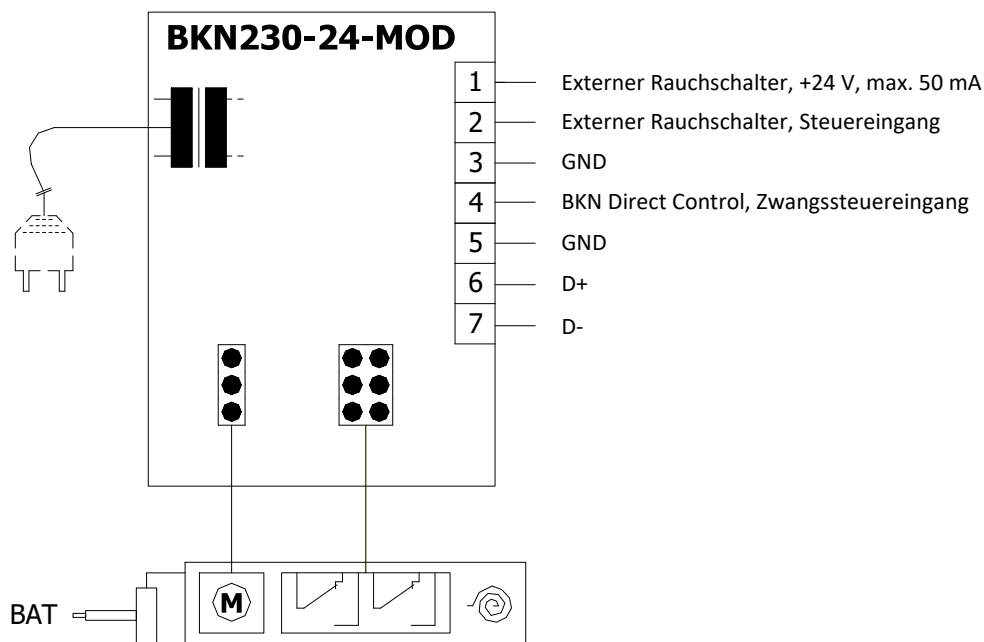 BKN230-24-MOD
1 Externer Rauchschalter, +24 V, max. 50 mA
2 Externer Rauchschalter, Steuereingang
3 GND
4 BKN Direct Control, Zwangssteuereingang
5 GND
6 D+
7 D-
BAT
M